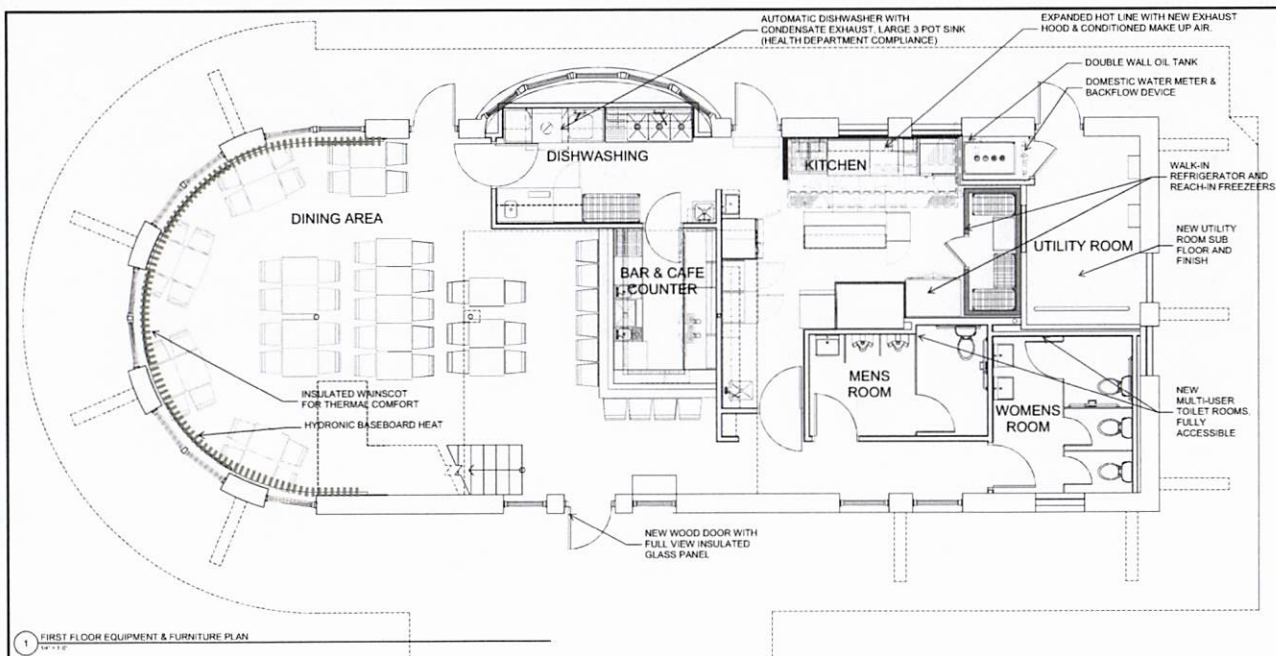 AUTOMATIC DISHWASHER WITH
CONDENSATE EXHAUST, LARGE 3 POT SINK
(HEALTH DEPARTMENT COMPLIANCE)
EXPANDED HOT LINE WITH NEW EXHAUST
HOOD & CONDITIONED MAKE UP AIR.
DOUBLE WALL OIL TANK
DOMESTIC WATER METER &
BACKFLOW DEVICE
DISHWASHING
KITCHEN
WALK-IN
REFRIGERATOR AND
REACH-IN FREEZEERS
DINING AREA
UTILITY ROOM
NEW UTILITY
ROOM SUB
FLOOR AND
FINISH
BAR & CAFE
COUNTER
MENS
ROOM
WOMENS
ROOM
NEW
MULTI-USER
TOILET ROOMS,
FULLY
ACCESSIBLE
INSULATED WAINSCOT
FOR THERMAL COMFORT
HYDRONIC BASEBOARD HEAT
NEW WOOD DOOR WITH
FULL VIEW INSULATED
GLASS PANEL
1
FIRST FLOOR EQUIPMENT & FURNITURE PLAN